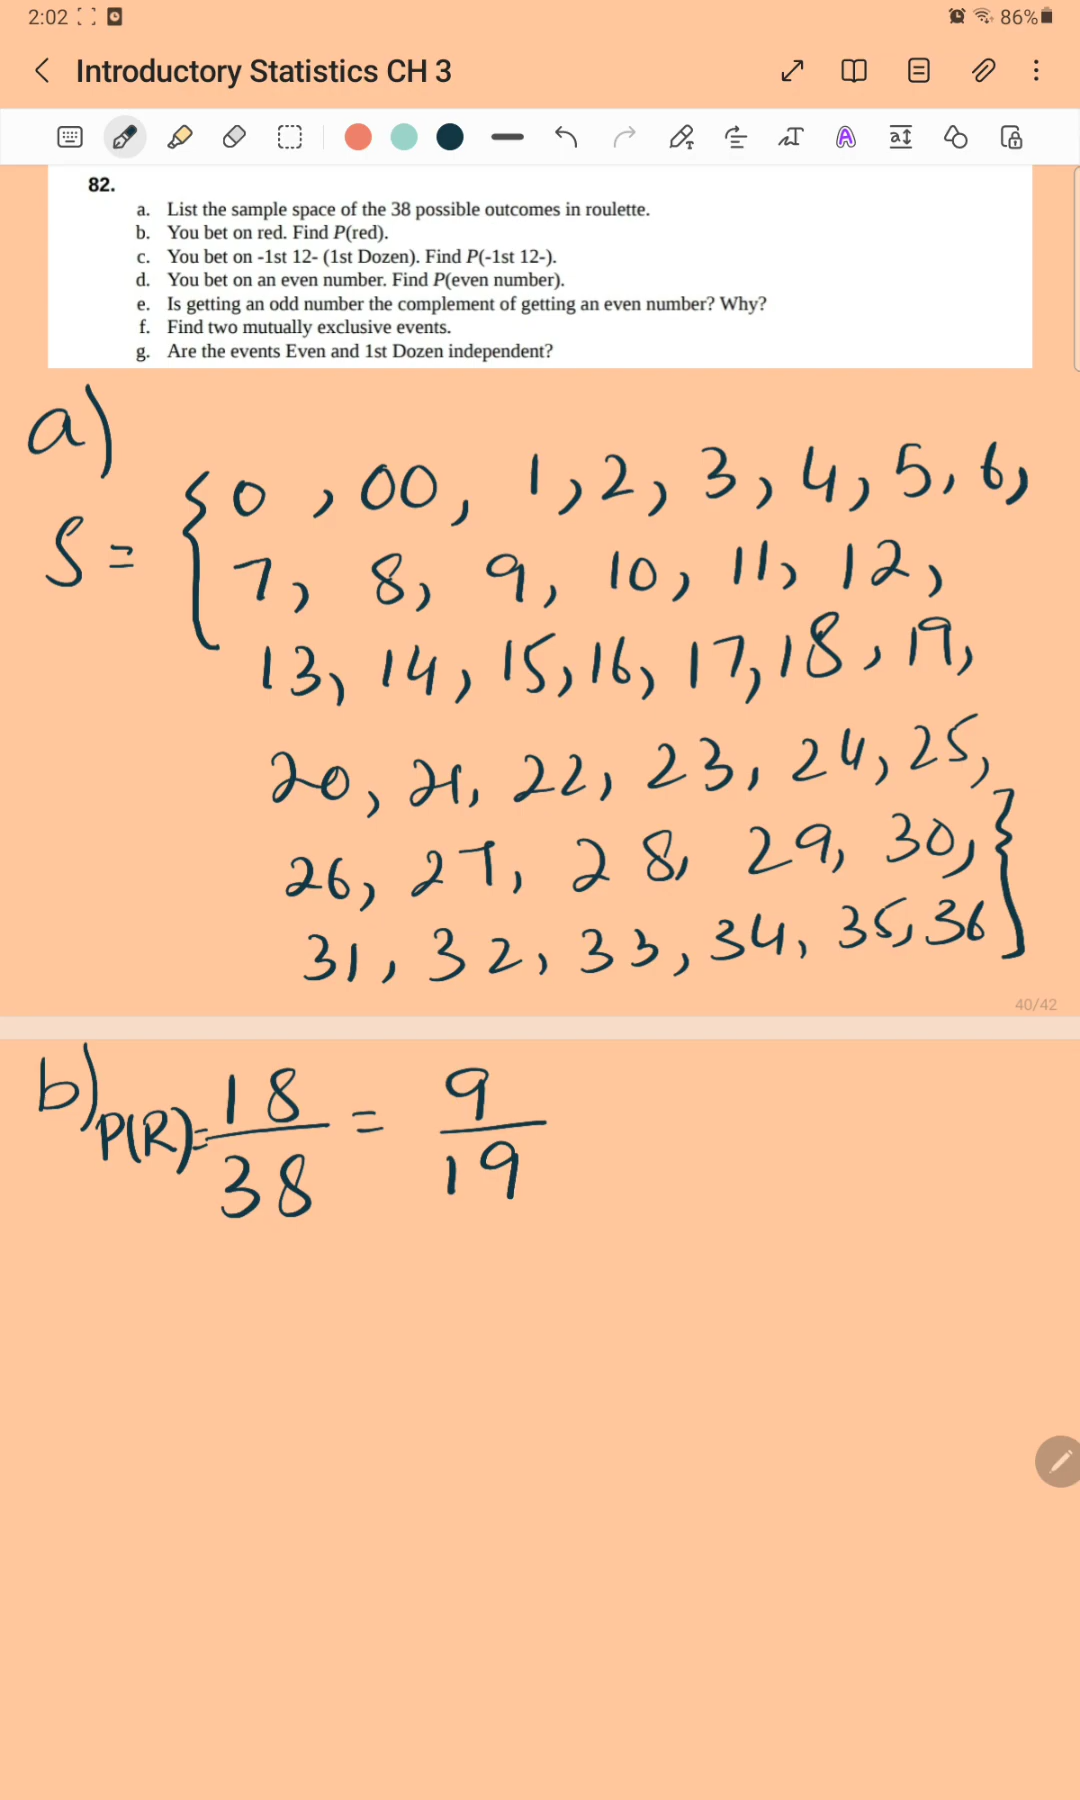 2:02 86%
Introductory Statistics CH 3
82.
a. List the sample space of the 38 possible outcomes in roulette.
b. You bet on red. Find P(red).
c. You bet on -1st 12- (1st Dozen). Find P(-1st 12-).
d. You bet on an even number. Find P(even number).
e. Is getting an odd number the complement of getting an even number? Why?
f. Find two mutually exclusive events.
g. Are the events Even and 1st Dozen independent?
a)
S = { 0, 00, 1, 2, 3, 4, 5, 6,
7, 8, 9, 10, 11, 12,
13, 14, 15, 16, 17, 18, 19,
20, 21, 22, 23, 24, 25,
26, 27, 28, 29, 30,
31, 32, 33, 34, 35, 36 }
40/42
b) P(R) = 18/38 = 9/19